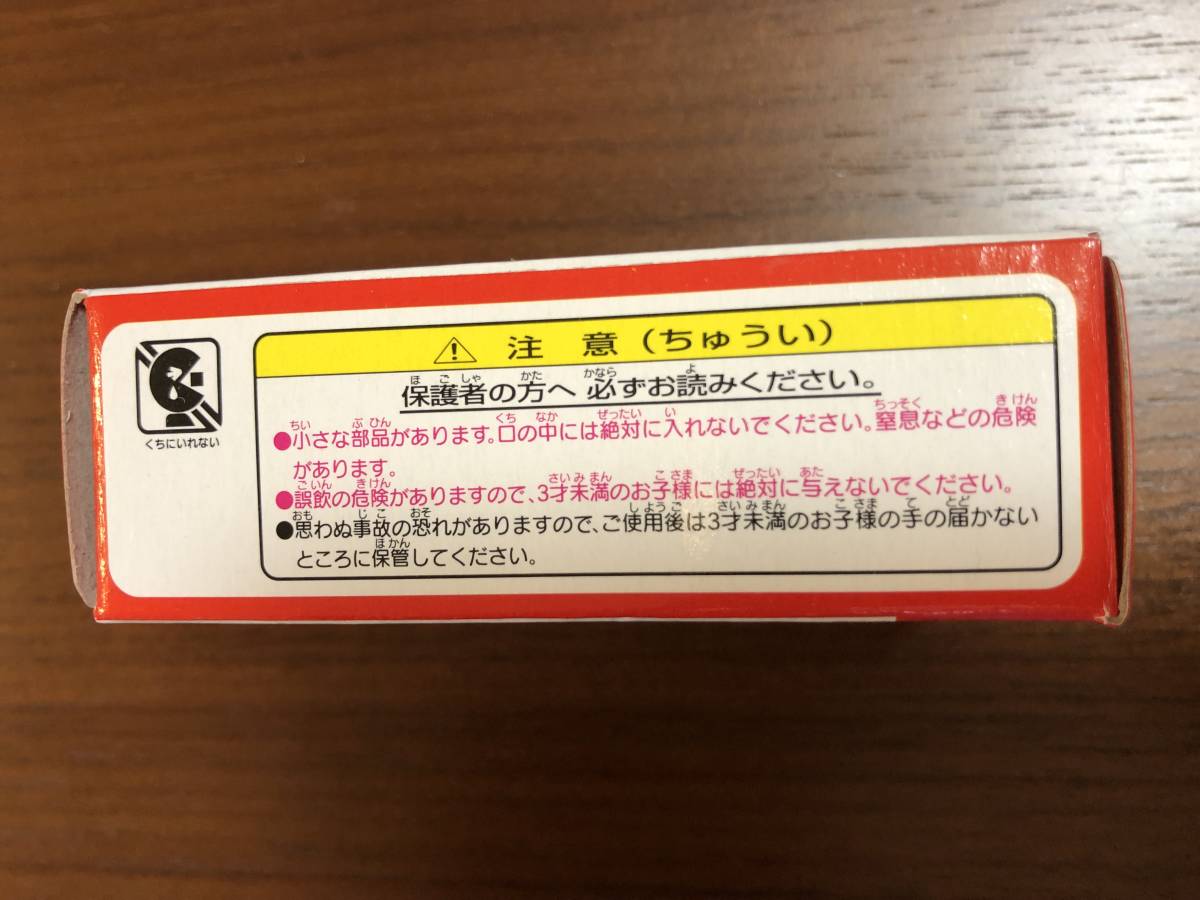 くちにいれない
注意(ちゅうい)
保護者の方へ 必ずお読みください。
●小さな部品があります。口の中には絶対に入れないでください。窒息などの危険
があります。
●誤飲の危険がありますので、3才未満のお子様には絶対に与えないでください。
●思わぬ事故の恐れがありますので、ご使用後は3才未満のお子様の手の届かない
ところに保管してください。